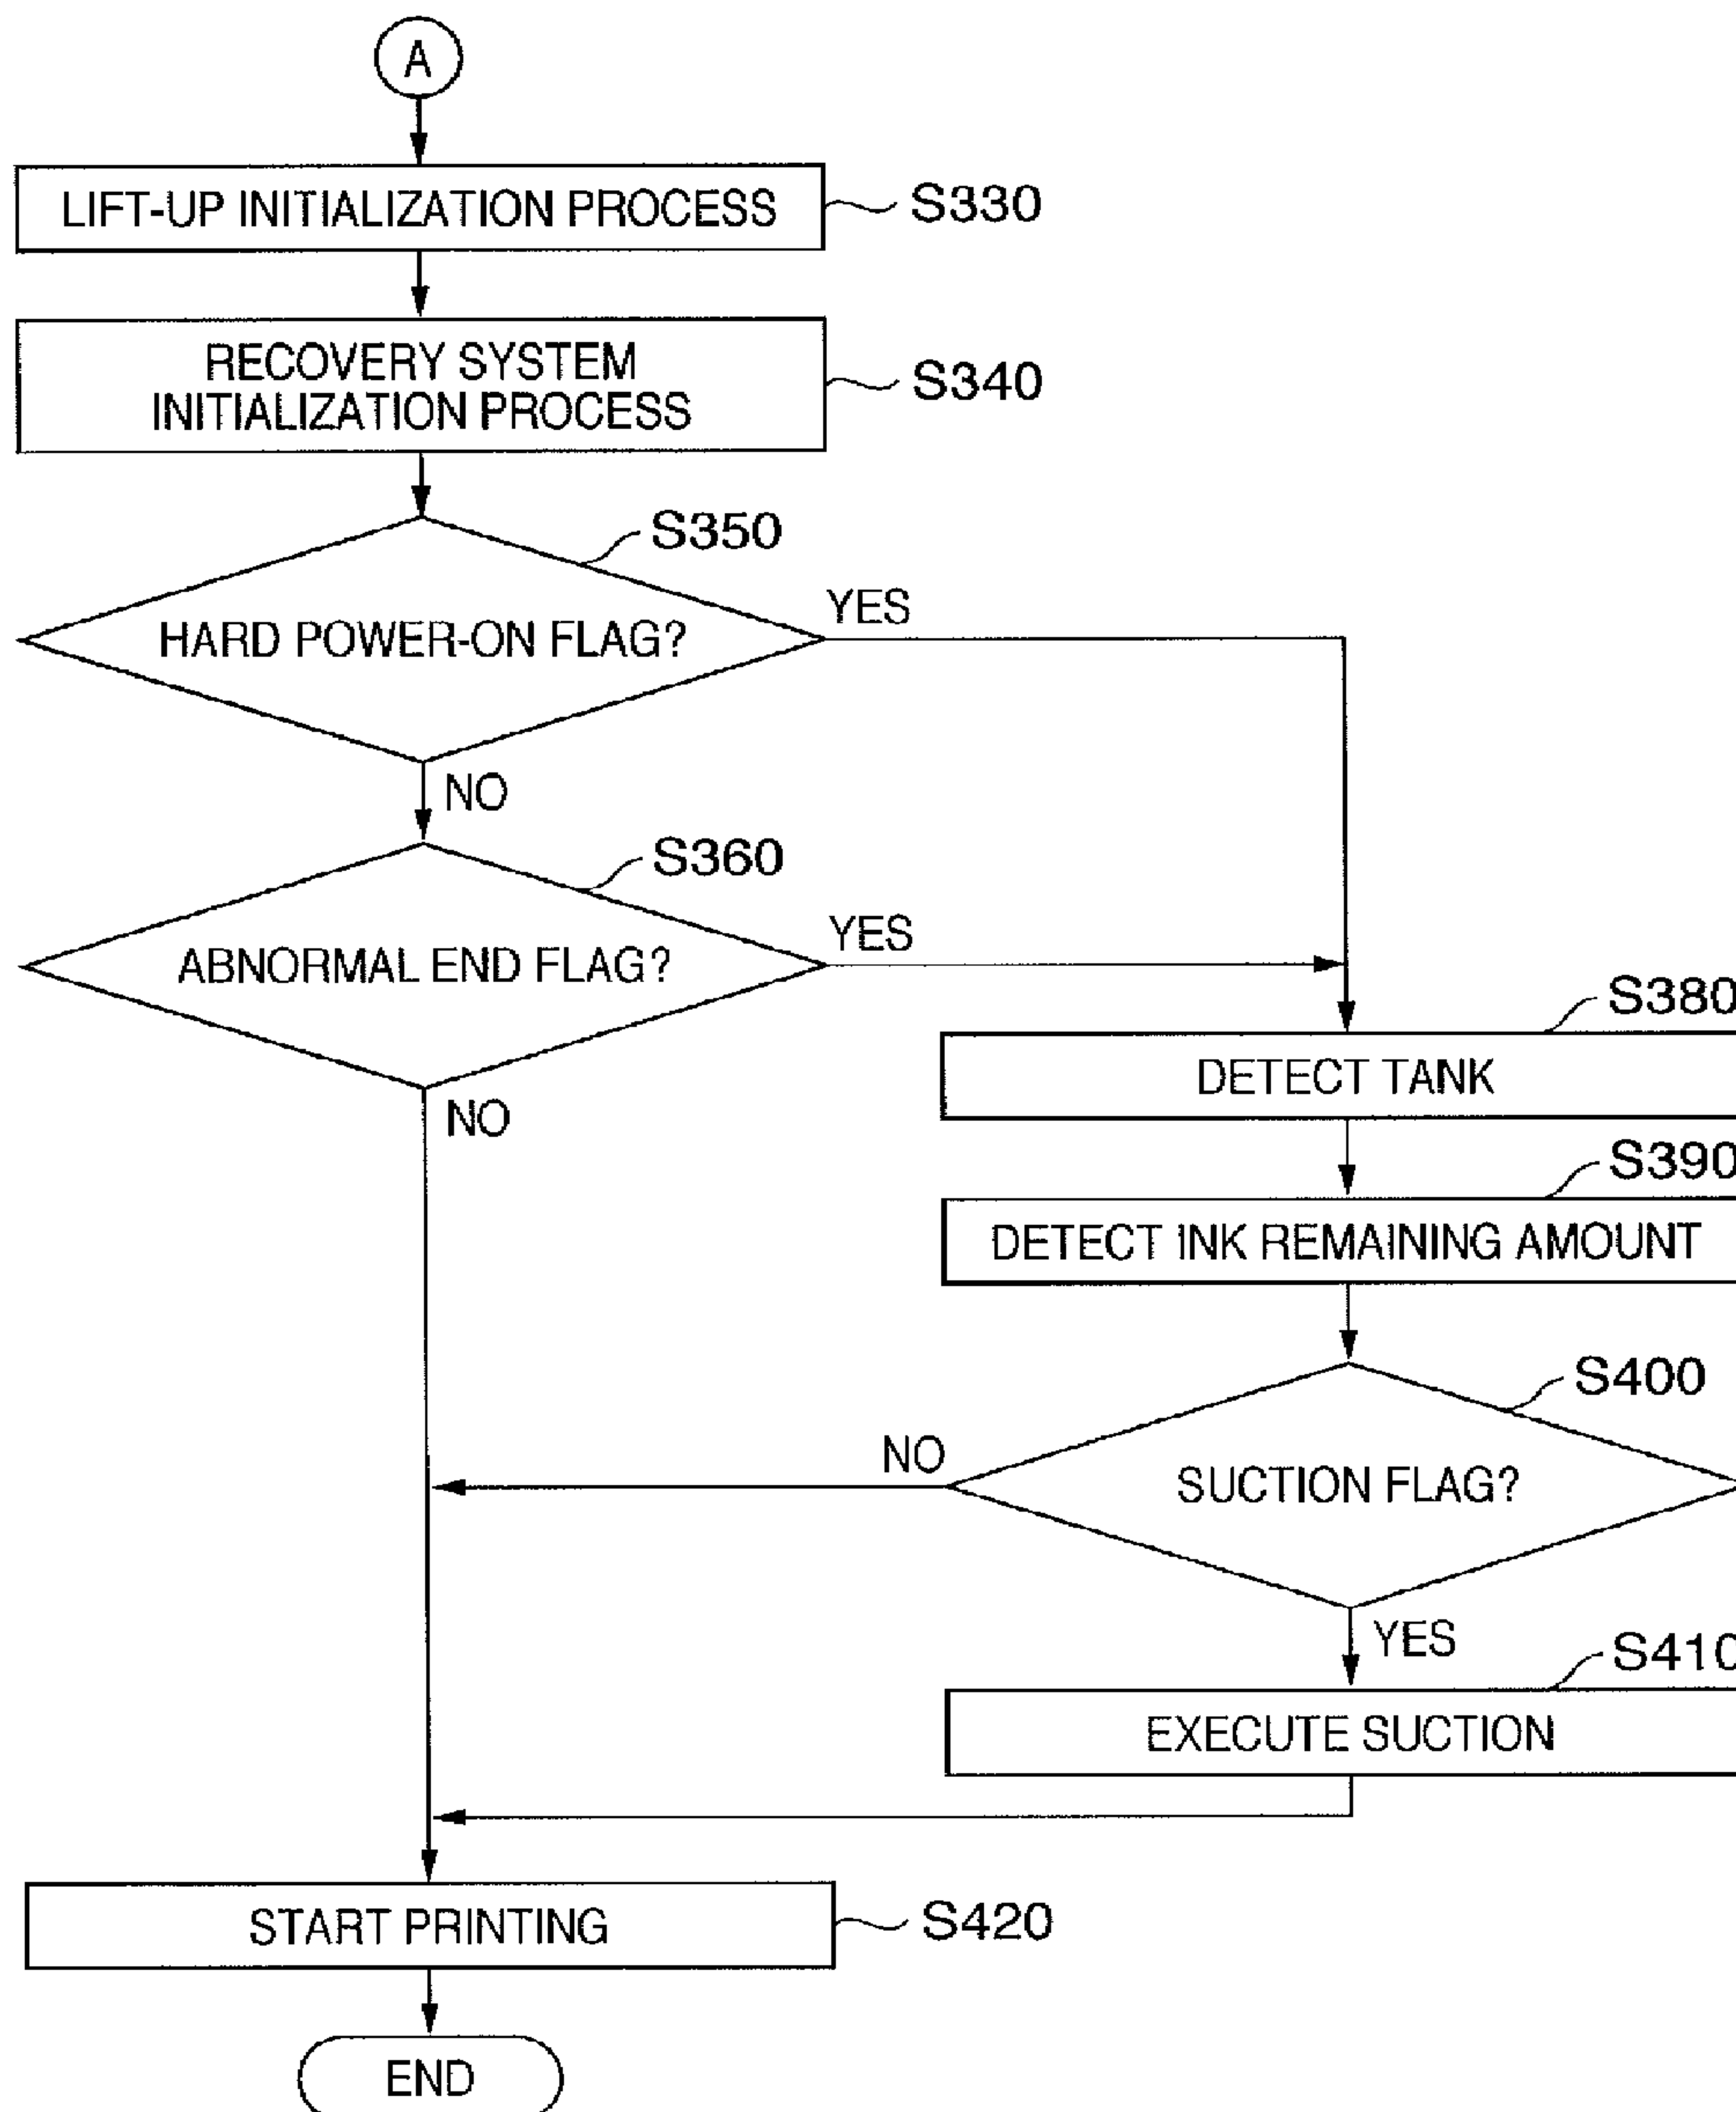 A
LIFT-UP INITIALIZATION PROCESS
S330
RECOVERY SYSTEM
INITIALIZATION PROCESS
S340
S350
HARD POWER-ON FLAG?
YES
NO
S360
ABNORMAL END FLAG?
YES
NO
S380
DETECT TANK
S390
DETECT INK REMAINING AMOUNT
S400
SUCTION FLAG?
NO
YES
S410
EXECUTE SUCTION
START PRINTING
S420
END